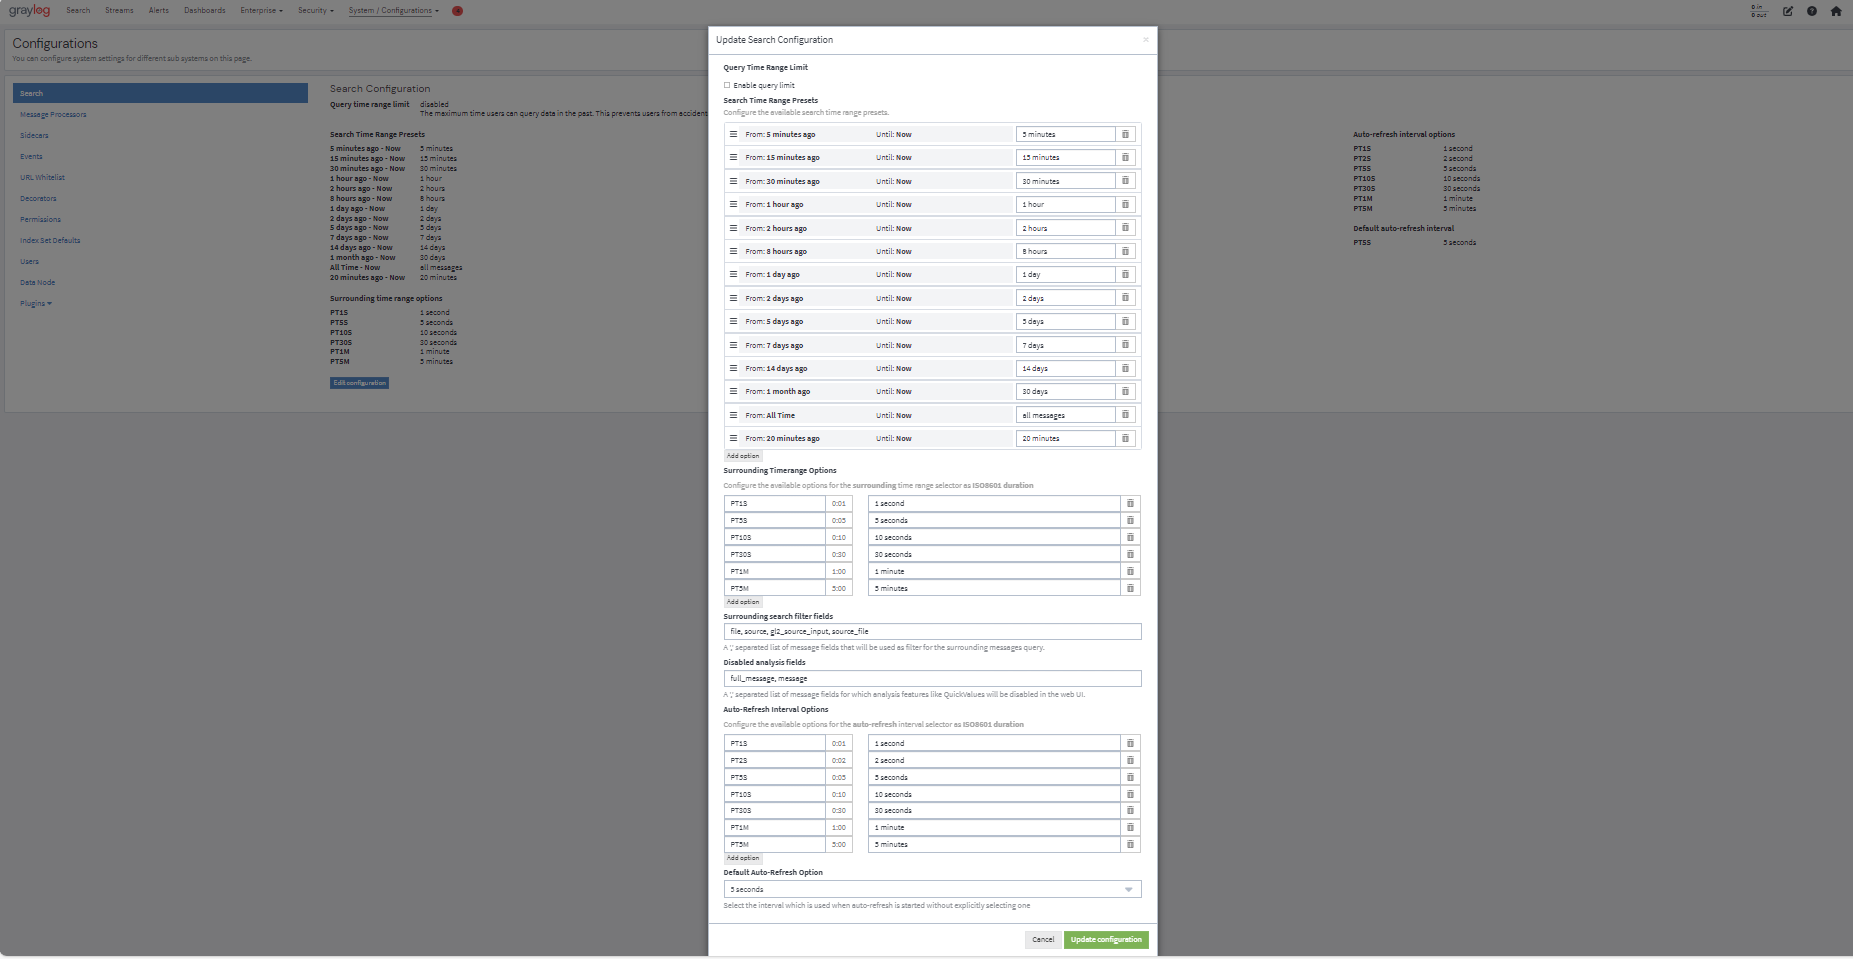 graylog Search Streams Alerts Dashboards Enterprise Security System / Configurations 0 in
0 out
Configurations
You can configure system settings for different sub systems on this page.
Search
Message Processors
Sidecars
Events
URL Whitelist
Decorators
Permissions
Index Set Defaults
Users
Data Node
Plugins
Search Configuration
Query time range limit disabled
The maximum time users can query data in the past. This prevents users from accident
Search Time Range Presets
5 minutes ago - Now 5 minutes
15 minutes ago - Now 15 minutes
30 minutes ago - Now 30 minutes
1 hour ago - Now 1 hour
2 hours ago - Now 2 hours
8 hours ago - Now 8 hours
1 day ago - Now 1 day
2 days ago - Now 2 days
5 days ago - Now 5 days
7 days ago - Now 7 days
14 days ago - Now 14 days
1 month ago - Now 30 days
All Time - Now all messages
20 minutes ago - Now 20 minutes
Surrounding time range options
PT1S 1 second
PT5S 5 seconds
PT10S 10 seconds
PT30S 30 seconds
PT1M 1 minute
PT5M 5 minutes
Edit configuration
Update Search Configuration ×
Query Time Range Limit
Enable query limit
Search Time Range Presets
Configure the available search time range presets.
From: 5 minutes ago Until: Now 5 minutes
From: 15 minutes ago Until: Now 15 minutes
From: 30 minutes ago Until: Now 30 minutes
From: 1 hour ago Until: Now 1 hour
From: 2 hours ago Until: Now 2 hours
From: 8 hours ago Until: Now 8 hours
From: 1 day ago Until: Now 1 day
From: 2 days ago Until: Now 2 days
From: 5 days ago Until: Now 5 days
From: 7 days ago Until: Now 7 days
From: 14 days ago Until: Now 14 days
From: 1 month ago Until: Now 30 days
From: All Time Until: Now all messages
From: 20 minutes ago Until: Now 20 minutes
Add option
Surrounding Timerange Options
Configure the available options for the surrounding time range selector as ISO8601 duration
PT1S 0:01 1 second
PT5S 0:05 5 seconds
PT10S 0:10 10 seconds
PT30S 0:30 30 seconds
PT1M 1:00 1 minute
PT5M 5:00 5 minutes
Add option
Surrounding search filter fields
file, source, gl2_source_input, source_file
A ',' separated list of message fields that will be used as filter for the surrounding messages query.
Disabled analysis fields
full_message, message
A ',' separated list of message fields for which analysis features like QuickValues will be disabled in the web UI.
Auto-Refresh Interval Options
Configure the available options for the auto-refresh interval selector as ISO8601 duration
PT1S 0:01 1 second
PT2S 0:02 2 second
PT5S 0:05 5 seconds
PT10S 0:10 10 seconds
PT30S 0:30 30 seconds
PT1M 1:00 1 minute
PT5M 5:00 5 minutes
Add option
Default Auto-Refresh Option
5 seconds
Select the interval which is used when auto-refresh is started without explicitly selecting one
Cancel Update configuration
Auto-refresh interval options
PT1S 1 second
PT2S 2 second
PT5S 5 seconds
PT10S 10 seconds
PT30S 30 seconds
PT1M 1 minute
PT5M 5 minutes
Default auto-refresh interval
PT5S 5 seconds